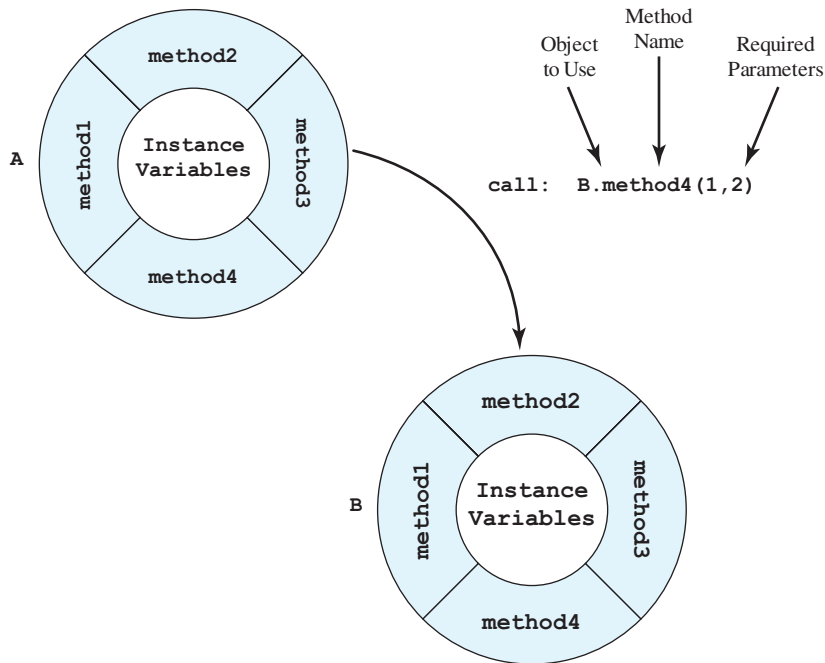 A
method2
method1
Instance
Variables
method3
method4
Object
to Use
Method
Name
Required
Parameters
call: B.method4(1,2)
B
method2
method1
Instance
Variables
method3
method4